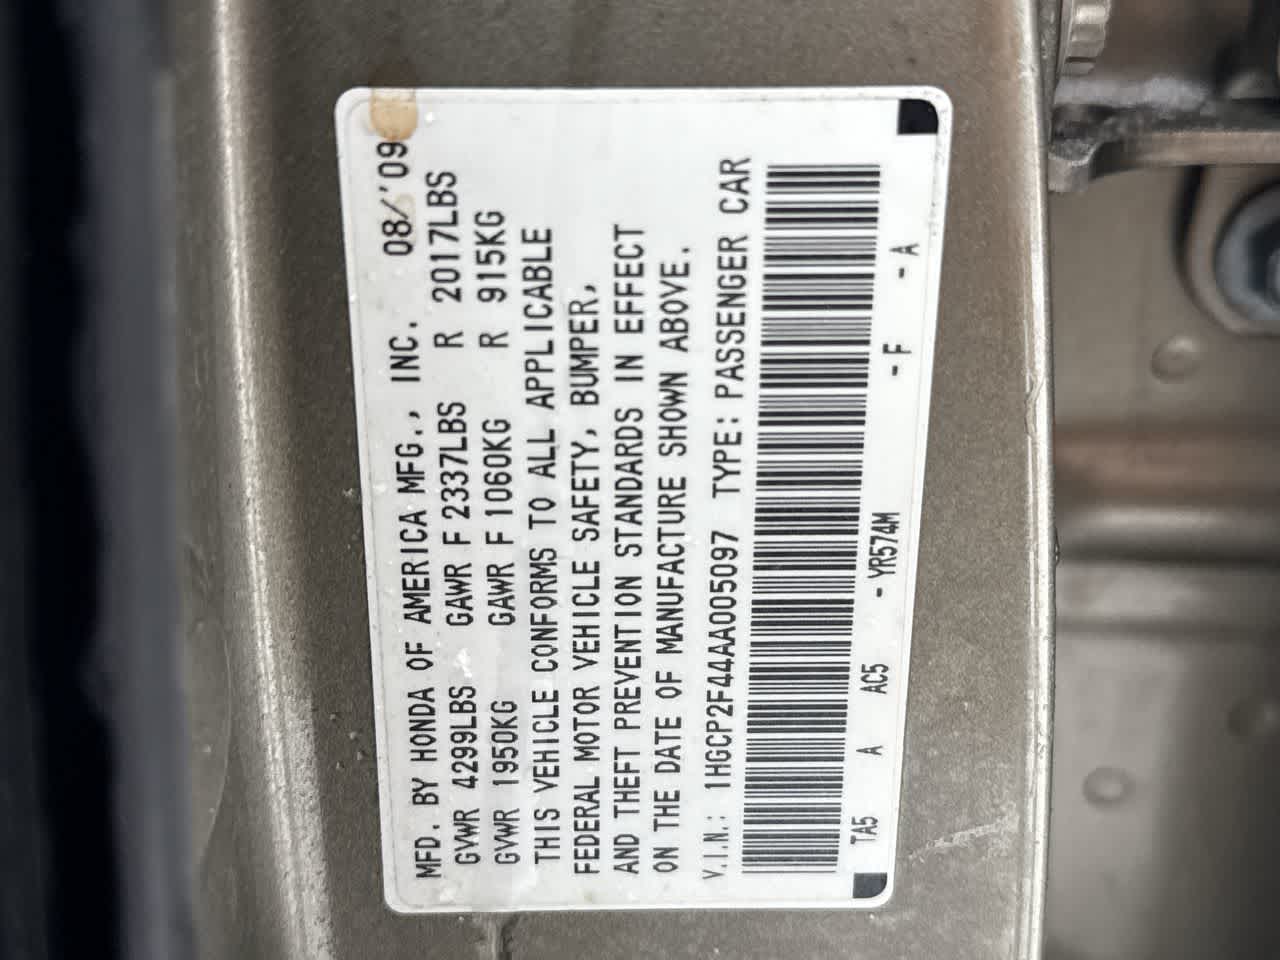 MFD. BY HONDA OF AMERICA MFG., INC. 08/'09
GVWR 4299LBS GAWR F 2337LBS R 2017LBS
GVWR 1950KG GAWR F 1060KG R 915KG
THIS VEHICLE CONFORMS TO ALL APPLICABLE
FEDERAL MOTOR VEHICLE SAFETY, BUMPER,
AND THEFT PREVENTION STANDARDS IN EFFECT
ON THE DATE OF MANUFACTURE SHOWN ABOVE.
V.I.N.: 1HGCP2F44AA005097 TYPE: PASSENGER CAR
TA5 A AC5 - YR574M - F - A